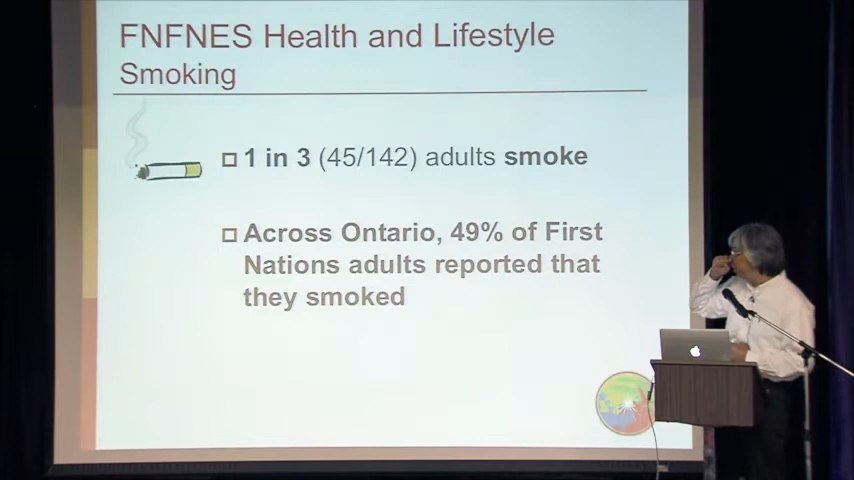 FNFNES Health and Lifestyle
Smoking
1 in 3 (45/142) adults smoke
Across Ontario, 49% of First
Nations adults reported that
they smoked